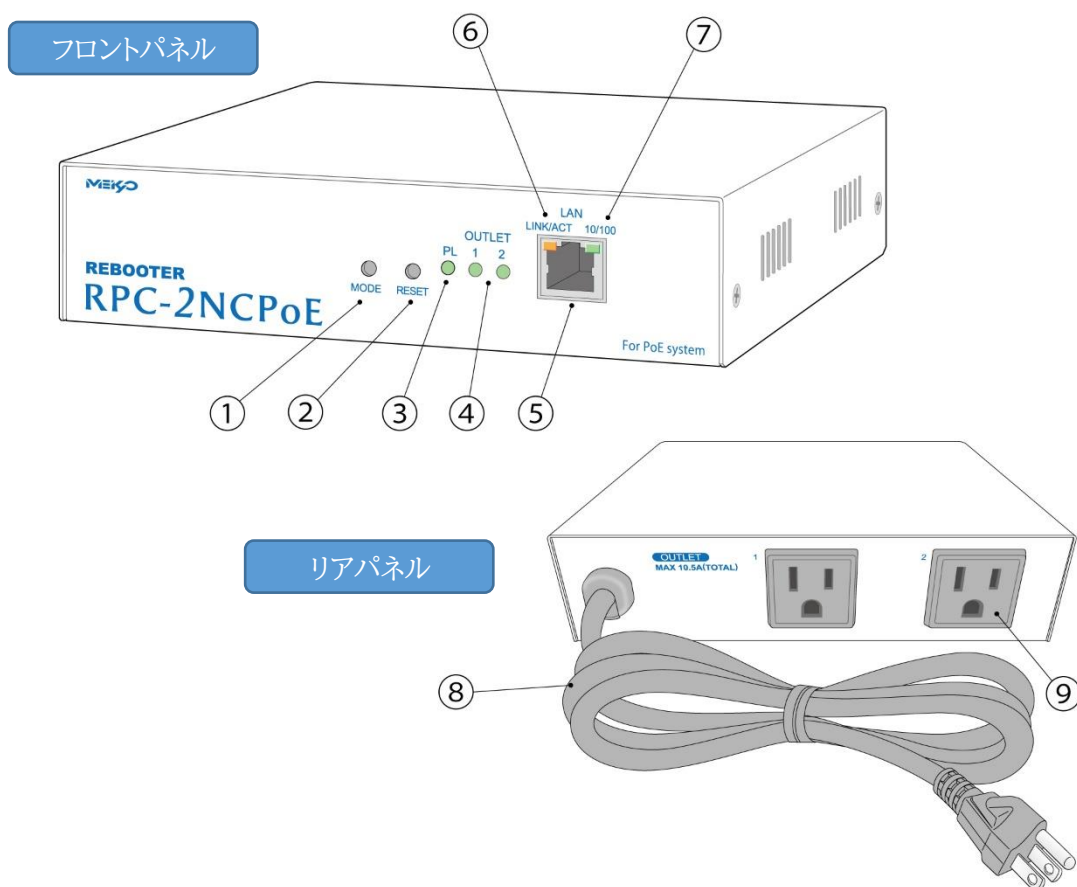 フロントパネル
⑥
⑦
MEIKYO
LAN
LINK/ACT 10/100
OUTLET
PL 1 2
REBOOTER
RPC-2NCPoE
MODE RESET
For PoE system
①
②
③
④
⑤
リアパネル
OUTLET
MAX 10.5A(TOTAL)
1
2
⑧
⑨